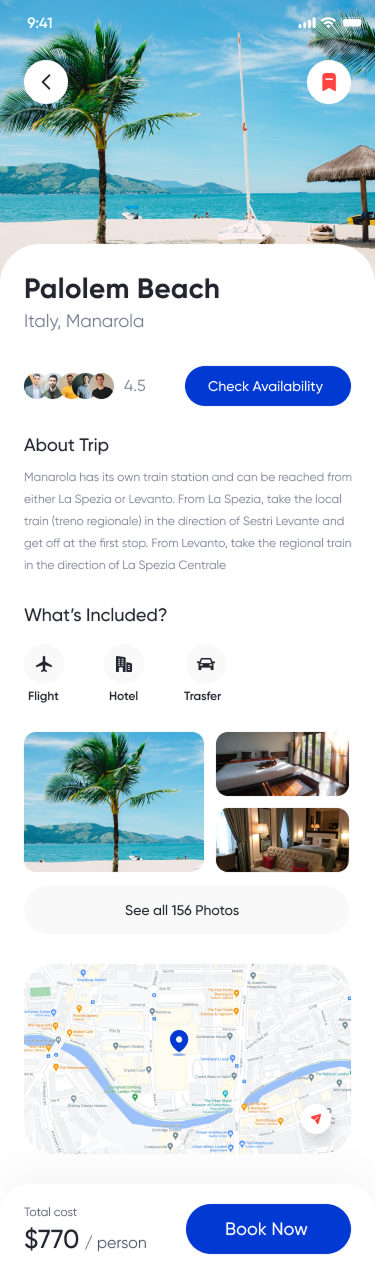 9:41
Palolem Beach
Italy, Manarola
4.5
Check Availability
About Trip
Manarola has its own train station and can be reached from
either La Spezia or Levanto. From La Spezia, take the local
train (treno regionale) in the direction of Sestri Levante and
get off at the first stop. From Levanto, take the regional train
in the direction of La Spezia Centrale
What's Included?
Flight
Hotel
Trasfer
See all 156 Photos
Total cost
$770 / person
Book Now